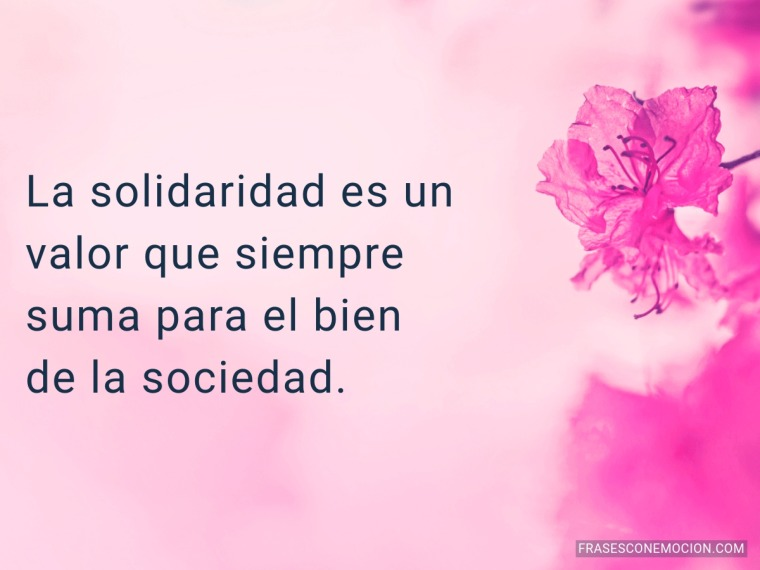 La solidaridad es un
valor que siempre
suma para el bien
de la sociedad.
FRASESCONEMOCION.COM